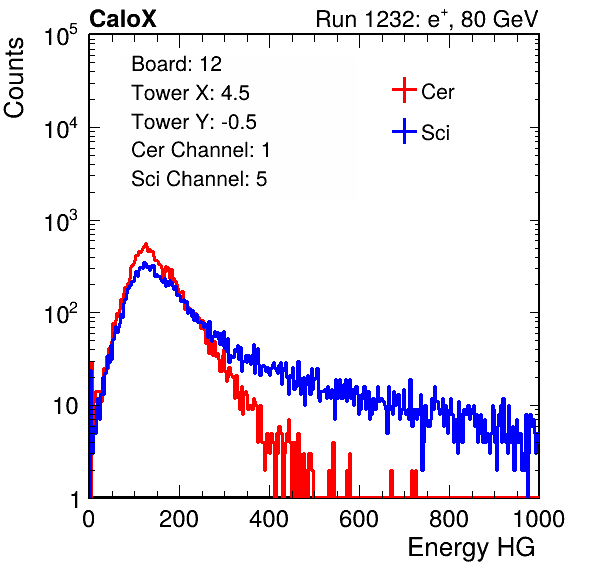 CaloX Run 1232: e⁺, 80 GeV
Counts
10⁵
Board: 12
Tower X: 4.5
Tower Y: -0.5
Cer Channel: 1
Sci Channel: 5
Cer
Sci
10⁴
10³
10²
10
1
0 200 400 600 800 1000
Energy HG